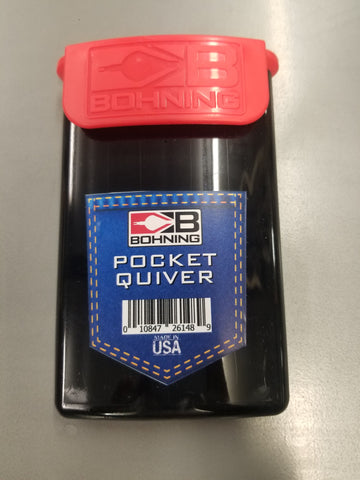 B
BOHNING
B
BOHNING
POCKET
QUIVER
0 10847 26148 9
MADE IN
USA